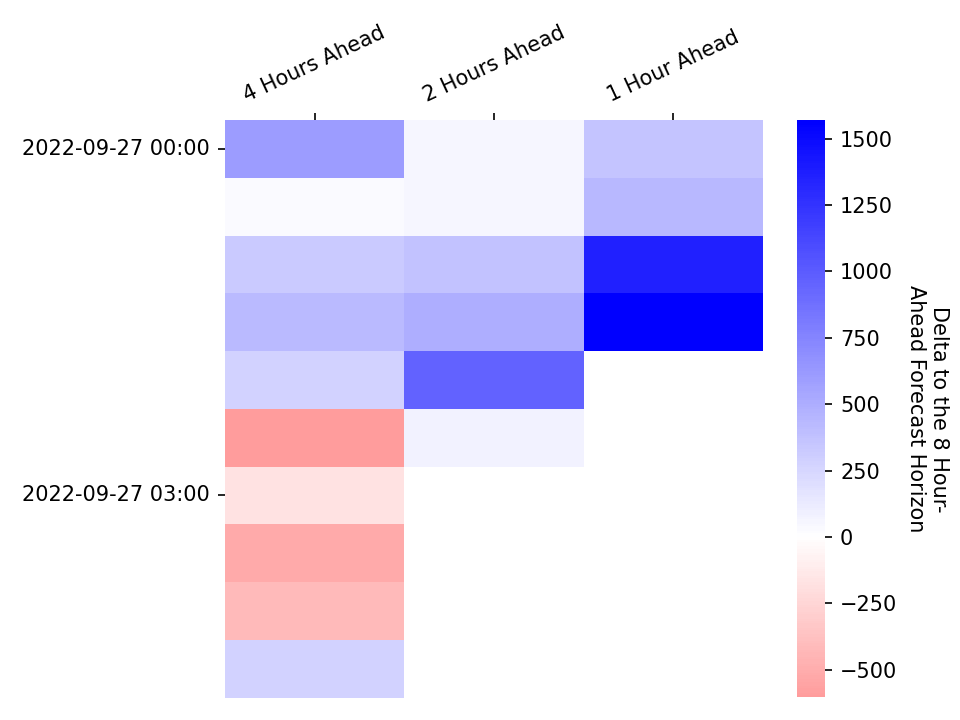 4 Hours Ahead
2 Hours Ahead
1 Hour Ahead
2022-09-27 00:00
2022-09-27 03:00
1500
1250
1000
750
500
250
0
−250
−500
Delta to the 8 Hour-
Ahead Forecast Horizon